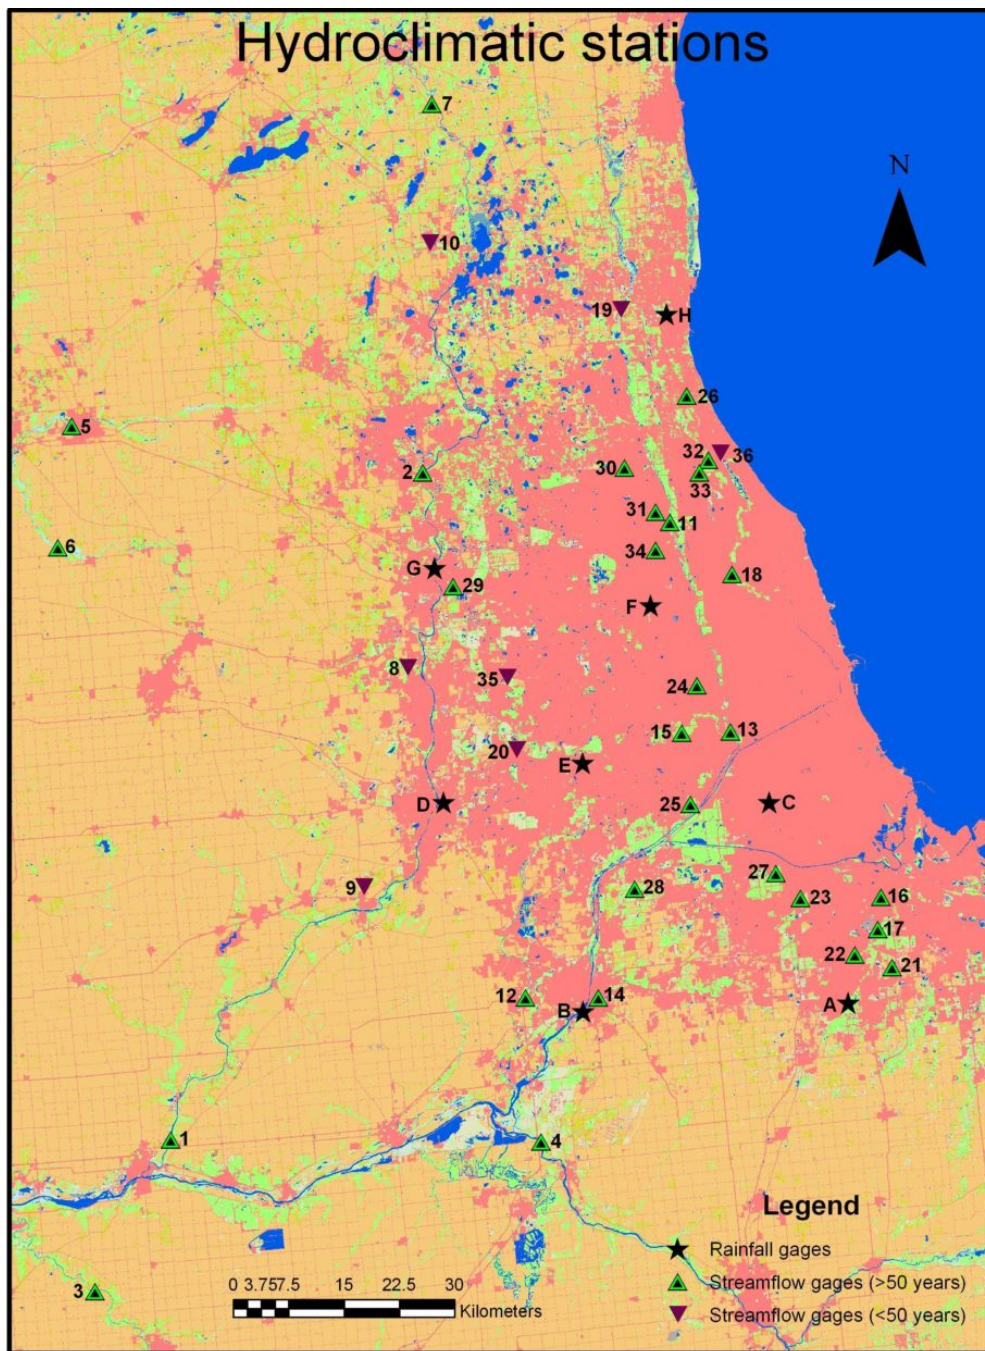 Hydroclimatic stations
7
N
10
19
H
26
5
32
36
30
2
33
31
11
6
34
G
18
29
F
8
35
24
15
13
20
E
D
25
C
27
9
28
23
16
17
22
21
12
14
A
B
1
4
Legend
Rainfall gages
0 3.757.5 15 22.5 30
3
Streamflow gages (>50 years)
Kilometers
Streamflow gages (<50 years)